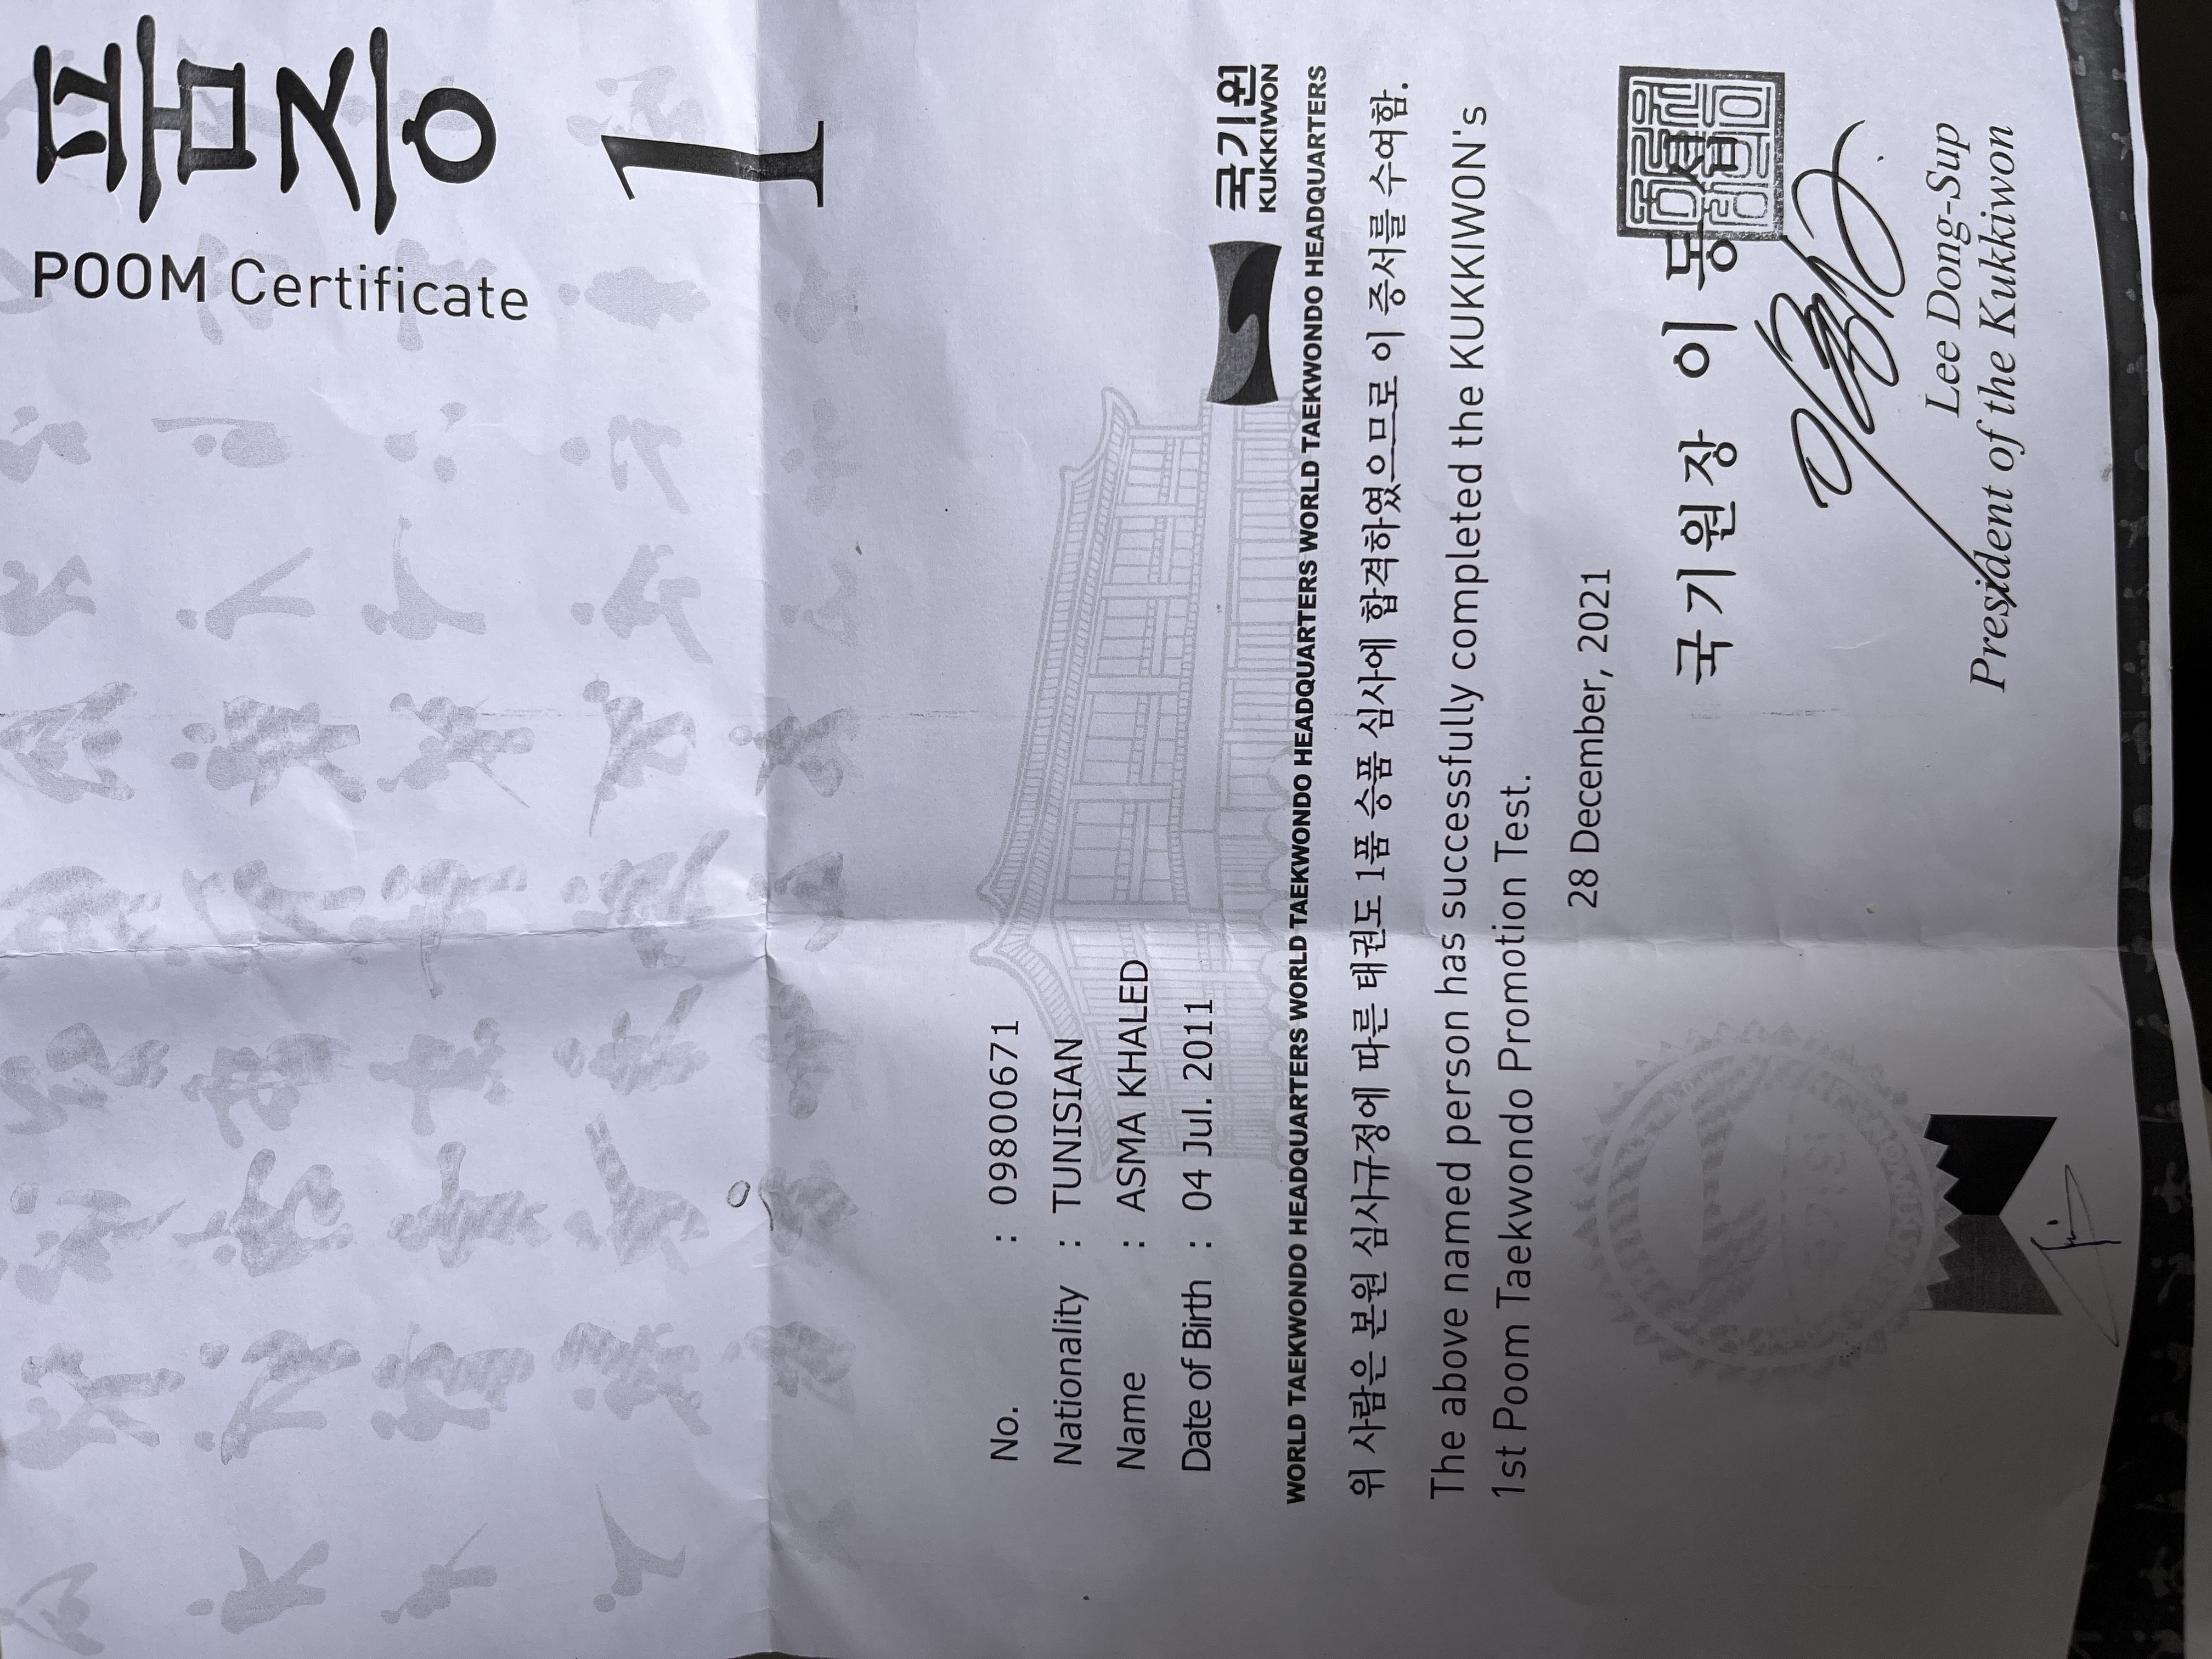 품증
POOM Certificate
1
No. : 09800671
Nationality : TUNISIAN
Name : ASMA KHALED
Date of Birth : 04 Jul. 2011
국기원
KUKKIWON
WORLD TAEKWONDO HEADQUARTERS WORLD TAEKWONDO HEADQUARTERS WORLD TAEKWONDO HEADQUARTERS WORLD TAEKWONDO HEADQUARTERS WORLD TAEKWONDO HEADQUARTERS
위 사람은 본원 심사규정에 따른 태권도 1품 승품 심사에 합격하였으므로 이 증서를 수여함.
The above named person has successfully completed the KUKKIWON's
1st Poom Taekwondo Promotion Test.
28 December, 2021
국기원장 이동
Lee Dong-Sup
President of the Kukkiwon